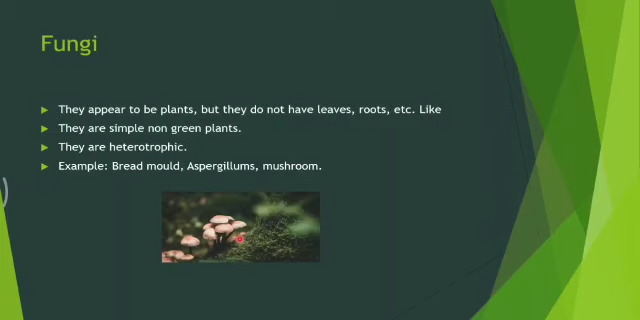 Fungi
They appear to be plants, but they do not have leaves, roots, etc. Like
They are simple non green plants.
They are heterotrophic.
Example: Bread mould, Aspergillums, mushroom.